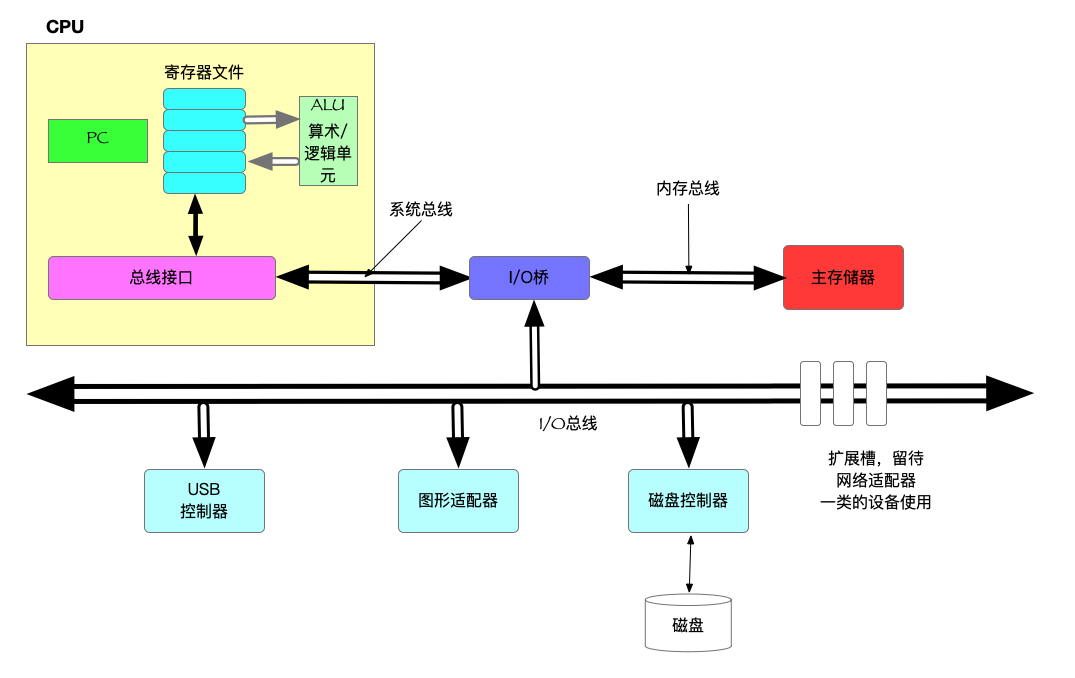 CPU
寄存器文件
PC
ALU
算术/
逻辑单
元
系统总线
内存总线
总线接口
I/O桥
主存储器
I/O总线
扩展槽，留待
网络适配器
一类的设备使用
USB
控制器
图形适配器
磁盘控制器
磁盘